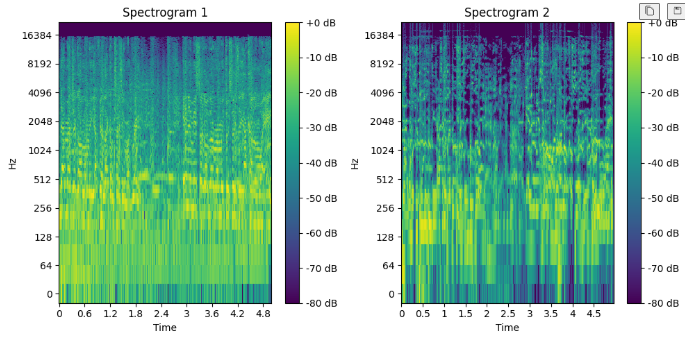 Spectrogram 1
Hz
16384
8192
4096
2048
1024
512
256
128
64
0
0 0.6 1.2 1.8 2.4 3 3.6 4.2 4.8
Time
+0 dB
-10 dB
-20 dB
-30 dB
-40 dB
-50 dB
-60 dB
-70 dB
-80 dB
Spectrogram 2
Hz
16384
8192
4096
2048
1024
512
256
128
64
0
0 0.5 1 1.5 2 2.5 3 3.5 4 4.5
Time
+0 dB
-10 dB
-20 dB
-30 dB
-40 dB
-50 dB
-60 dB
-70 dB
-80 dB